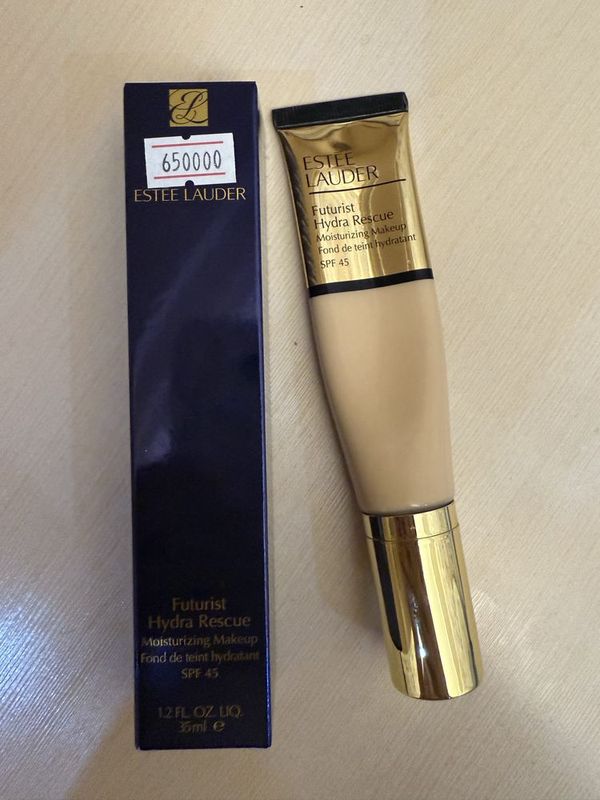 EL
650000
ESTEE LAUDER
Futurist
Hydra Rescue
Moisturizing Makeup
Fond de teint hydratant
SPF 45
1.2 FL. OZ. LIQ.
35ml e
ESTEE
LAUDER
Futurist
Hydra Rescue
Moisturizing Makeup
Fond de teint hydratant
SPF 45